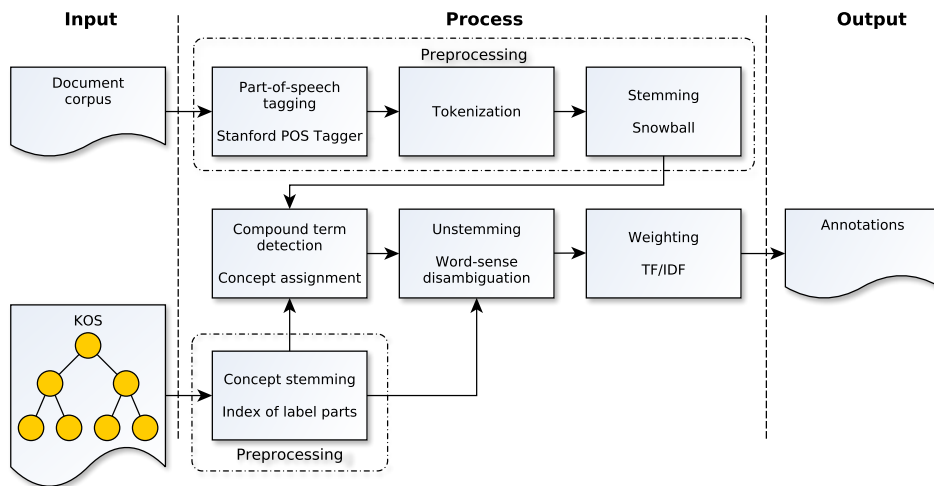 Input
Process
Output
Preprocessing
Document
corpus
Part-of-speech
tagging
Stanford POS Tagger
Tokenization
Stemming
Snowball
Compound term
detection
Concept assignment
Unstemming
Word-sense
disambiguation
Weighting
TF/IDF
Annotations
KOS
Concept stemming
Index of label parts
Preprocessing